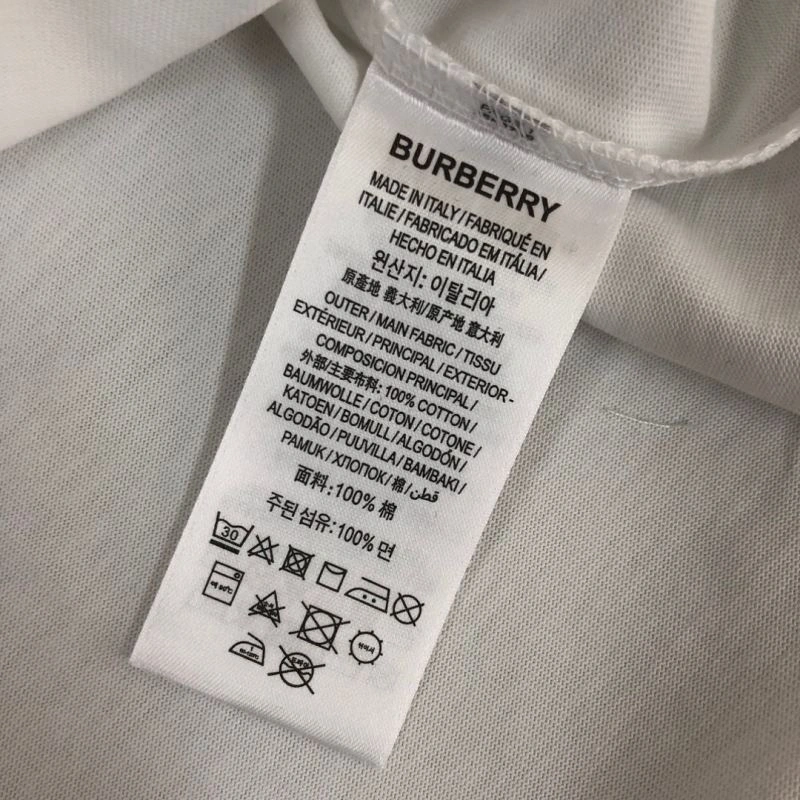 BURBERRY
MADE IN ITALY / FABRIQUÉ EN
ITALIE / FABRICADO EM ITÁLIA /
HECHO EN ITALIA
원산지: 이탈리아
原產地 義大利/原产地 意大利
OUTER / MAIN FABRIC / TISSU
EXTÉRIEUR / PRINCIPAL / EXTERIOR -
COMPOSICION PRINCIPAL /
外部/主要布料: 100% COTTON /
BAUMWOLLE / COTON / COTONE /
KATOEN / BOMULL / ALGODÓN /
ALGODÃO / PUUVILLA / BAMBAKI /
PAMUK / ХЛОПОК / 棉 / قطن
面料:100% 棉
주된 섬유:100% 면
30